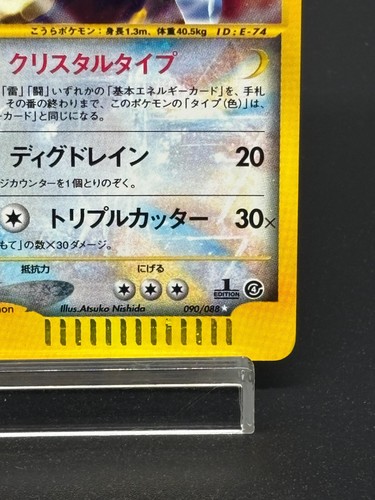 こうらポケモン：身長1.3m、体重40.5kg ID：E-74
クリスタルタイプ
「雷」「闘」いずれかの「基本エネルギーカード」を、手札
その番の終わりまで、このポケモンの「タイプ（色）」は、
ーカード」と同じになる。
ディグドレイン 20
ジカウンターを1個とりのぞく。
トリプルカッター 30×
もて」の数×30ダメージ。
抵抗力 にげる
1 EDITION
mon Illus.Atsuko Nishida 090/088